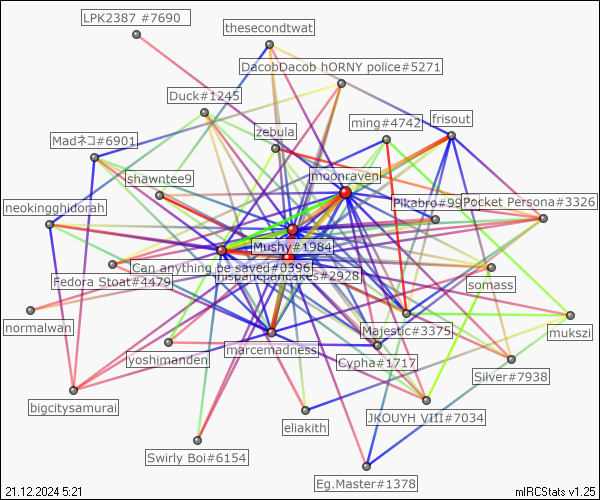 LPK2387 #7690
thesecondtwat
DacobDacob hORNY police#5271
Duck#1245
zebula
ming#4742
frisout
Madネコ#6901
moonraven
shawntee9
Pikabro#99
Pocket Persona#3326
neokingghidorah
Mushy#1984
Can anything be saved#0396
hispanicpancakes#2928
Fedora Stoat#4479
somass
normalwan
Majestic#3375
mukszi
marcemadness
yoshimanden
Cypha#1717
Silver#7938
bigcitysamurai
JKOUYH VIII#7034
eliakith
Swirly Boi#6154
Eg.Master#1378
21.12.2024 5:21
mIRCStats v1.25